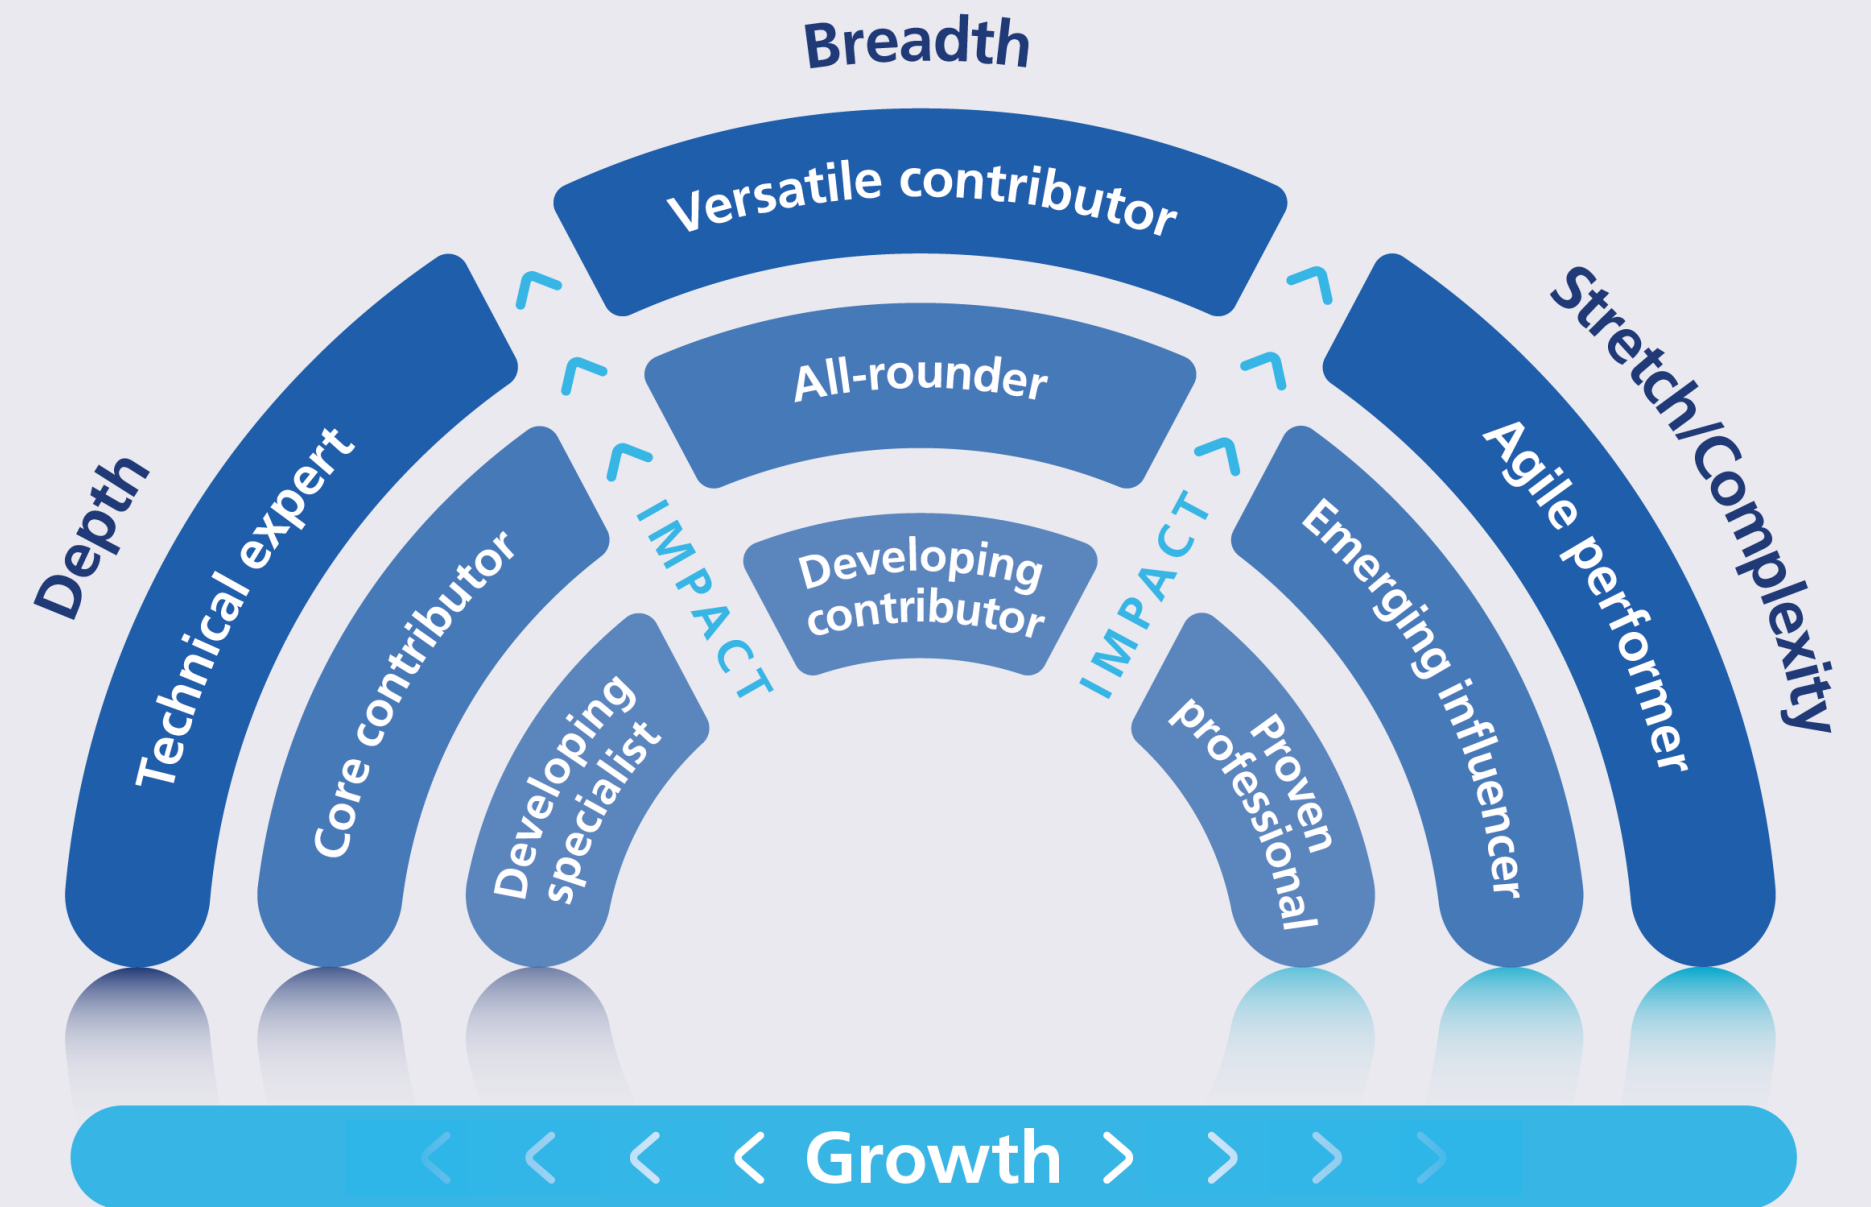 Breadth
Versatile contributor
All-rounder
Developing
contributor
Depth
Technical expert
Core contributor
Developing
specialist
IMPACT
IMPACT
Stretch/Complexity
Agile performer
Emerging influencer
Proven
professional
Growth